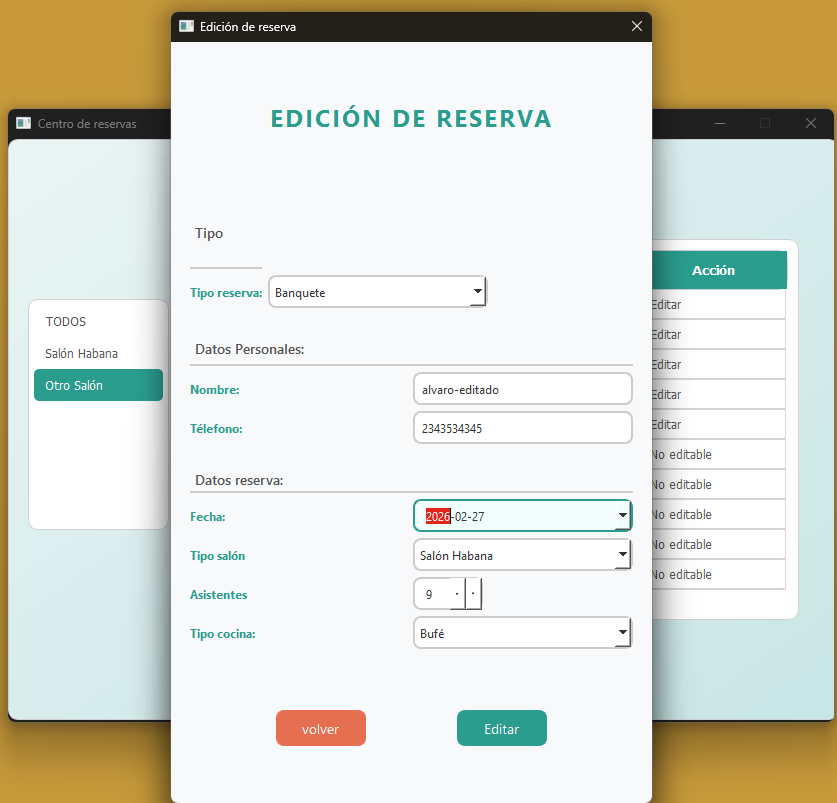 Edición de reserva
EDICIÓN DE RESERVA
Centro de reservas
TODOS
Salón Habana
Otro Salón
Tipo
Tipo reserva: Banquete
Datos Personales:
Nombre: alvaro-editado
Télefono: 2343534345
Datos reserva:
Fecha: 2026-02-27
Tipo salón Salón Habana
Asistentes 9
Tipo cocina: Bufé
volver Editar
Acción
Editar
Editar
Editar
Editar
Editar
No editable
No editable
No editable
No editable
No editable